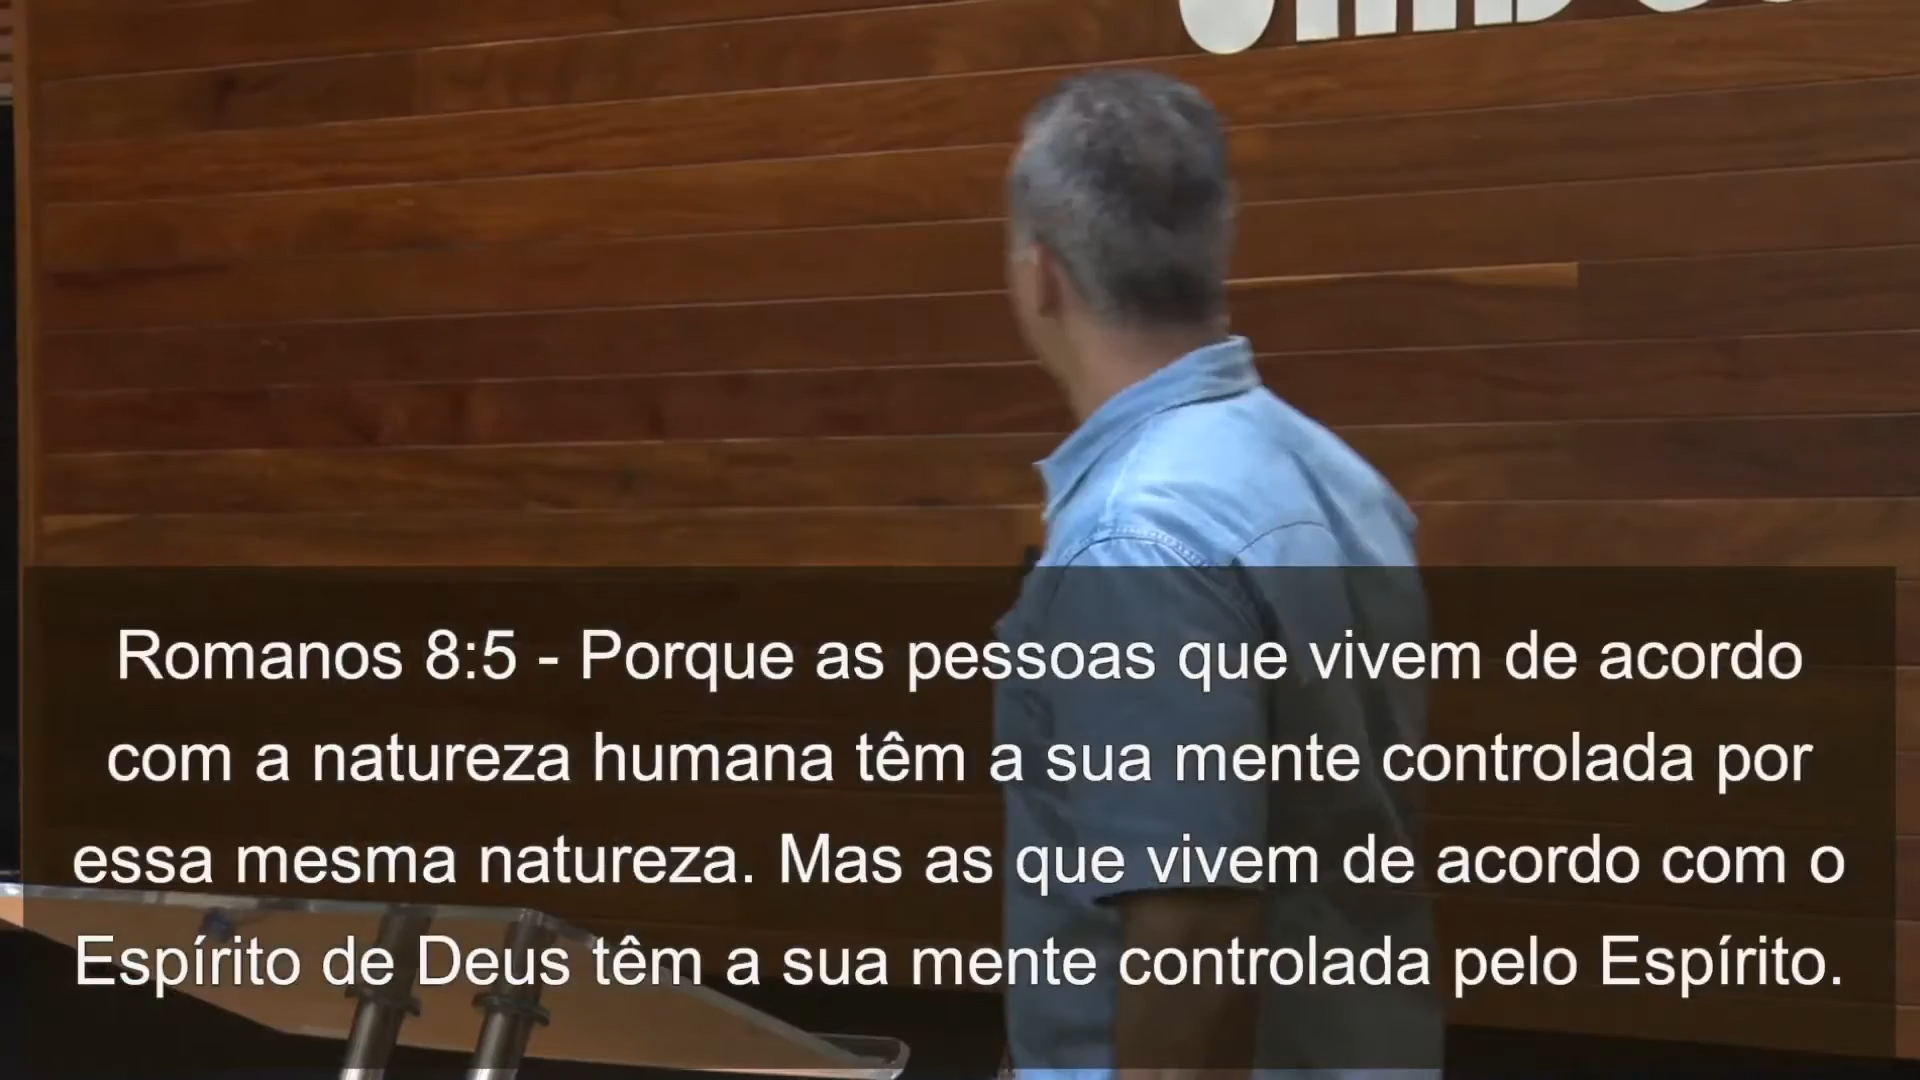 Romanos 8:5 - Porque as pessoas que vivem de acordo
com a natureza humana têm a sua mente controlada por
essa mesma natureza. Mas as que vivem de acordo com o
Espírito de Deus têm a sua mente controlada pelo Espírito.